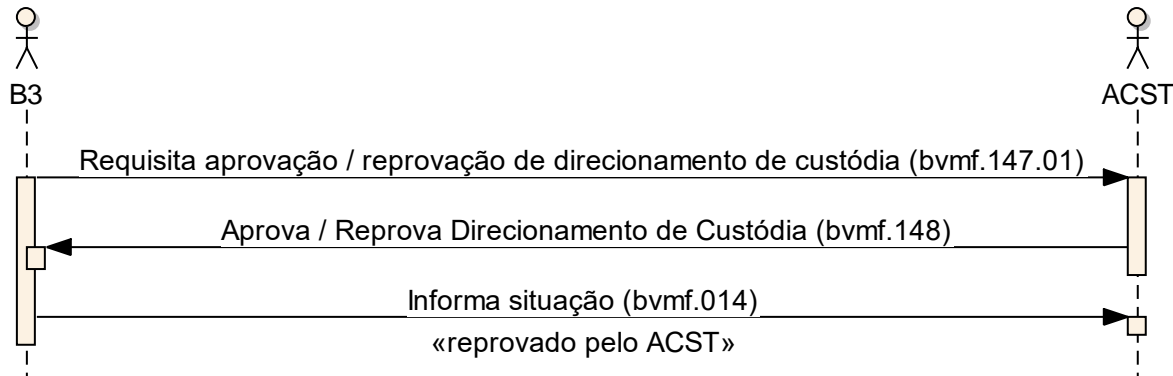 B3
ACST
Requisita aprovação / reprovação de direcionamento de custódia (bvmf.147.01)
Aprova / Reprova Direcionamento de Custódia (bvmf.148)
Informa situação (bvmf.014)
«reprovado pelo ACST»